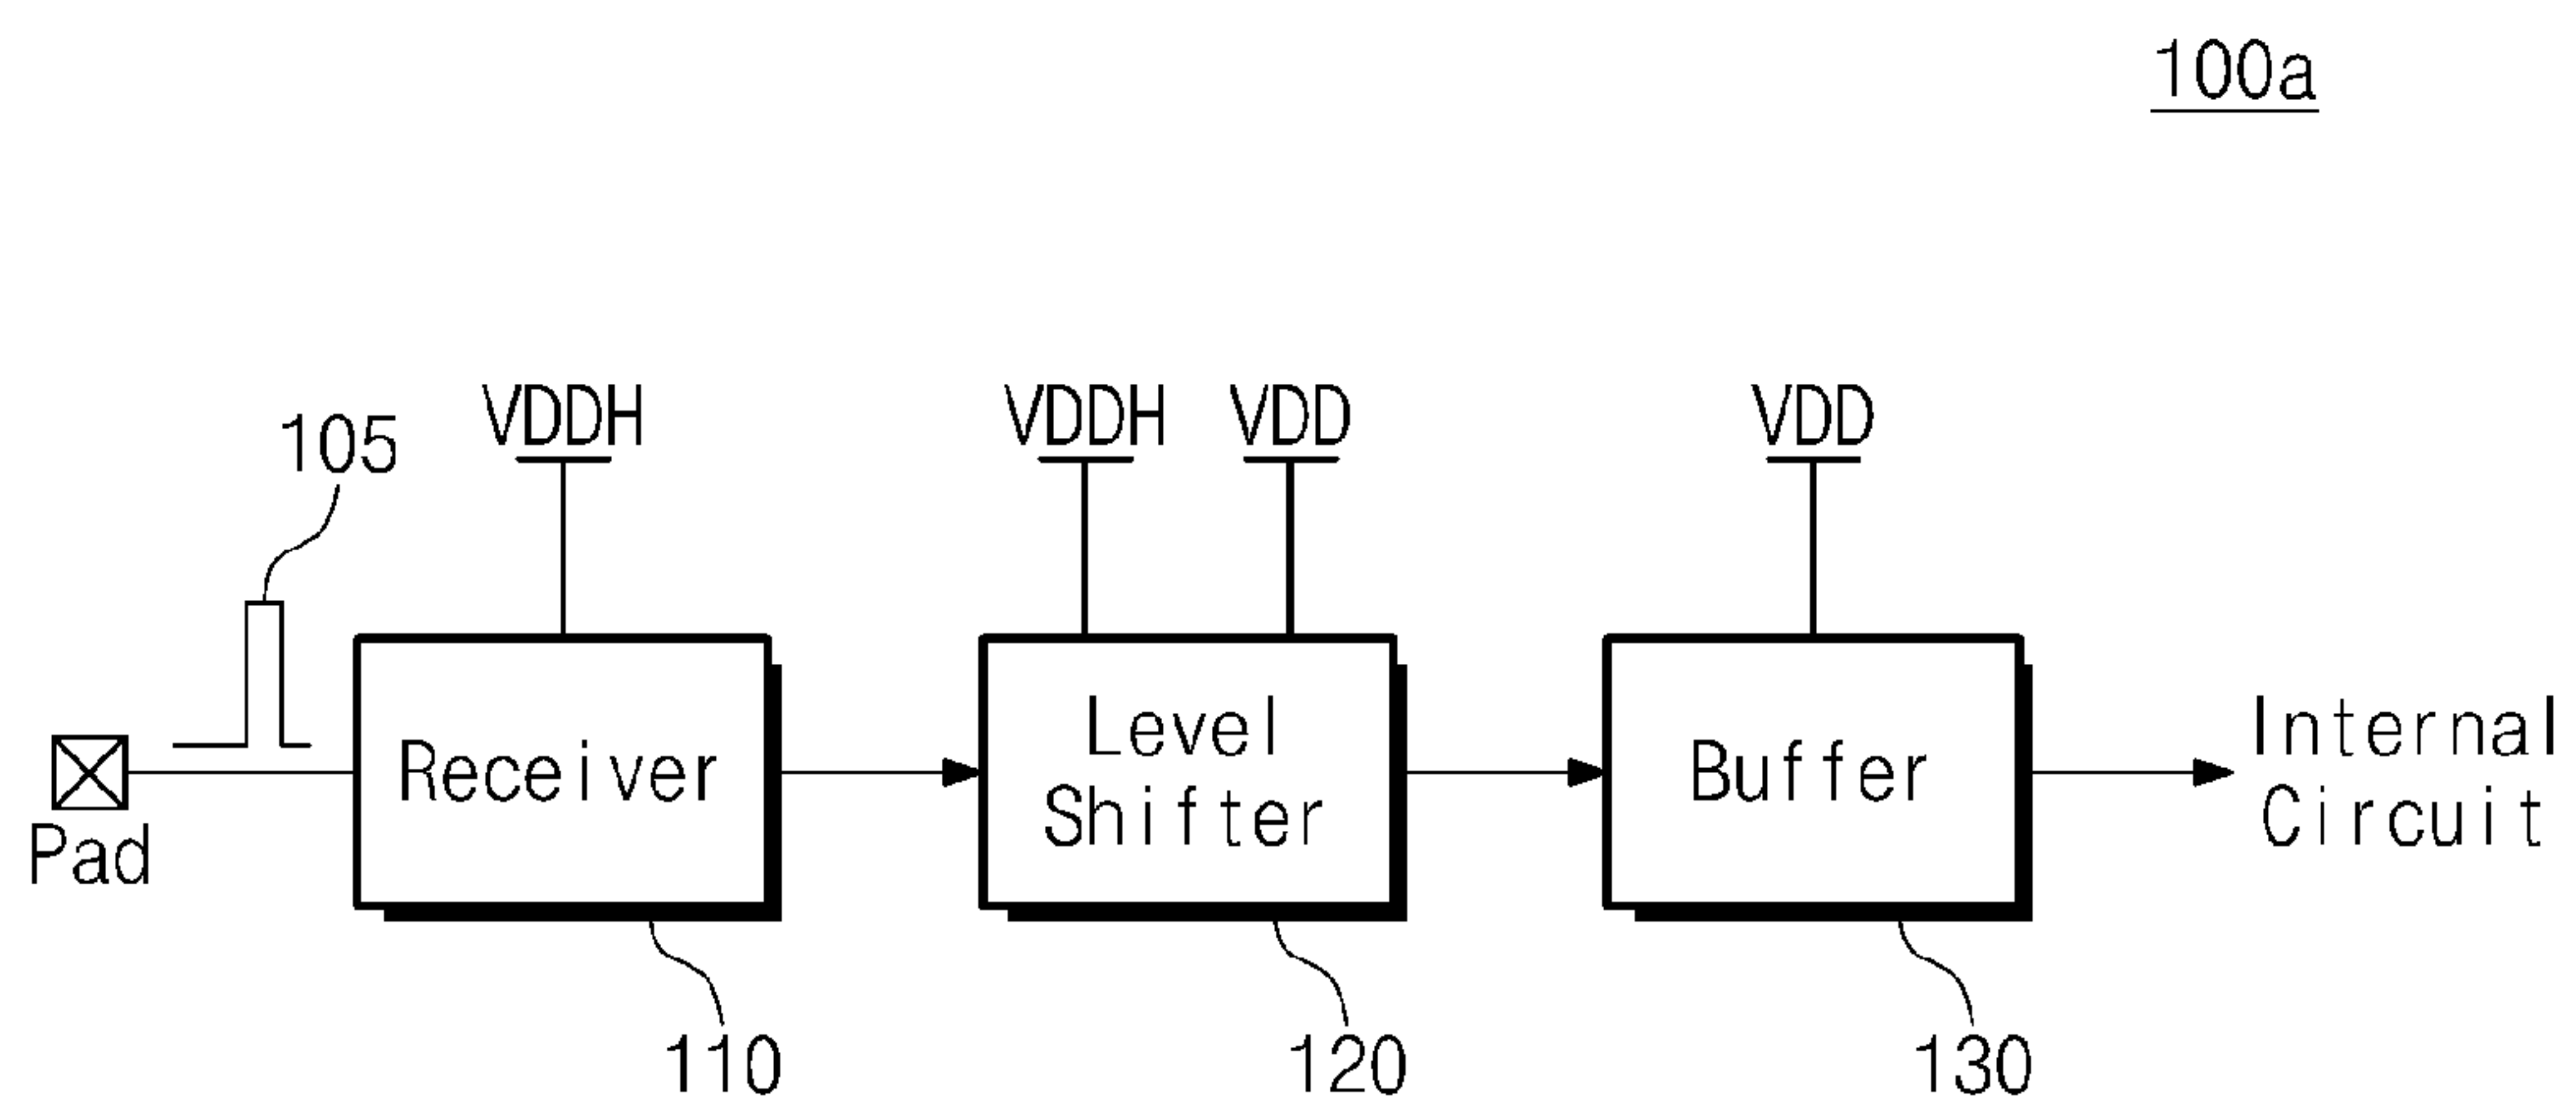 100a
105
VDDH
VDDH
VDD
VDD
Pad
Receiver
Level
Shifter
Buffer
Internal
Circuit
110
120
130